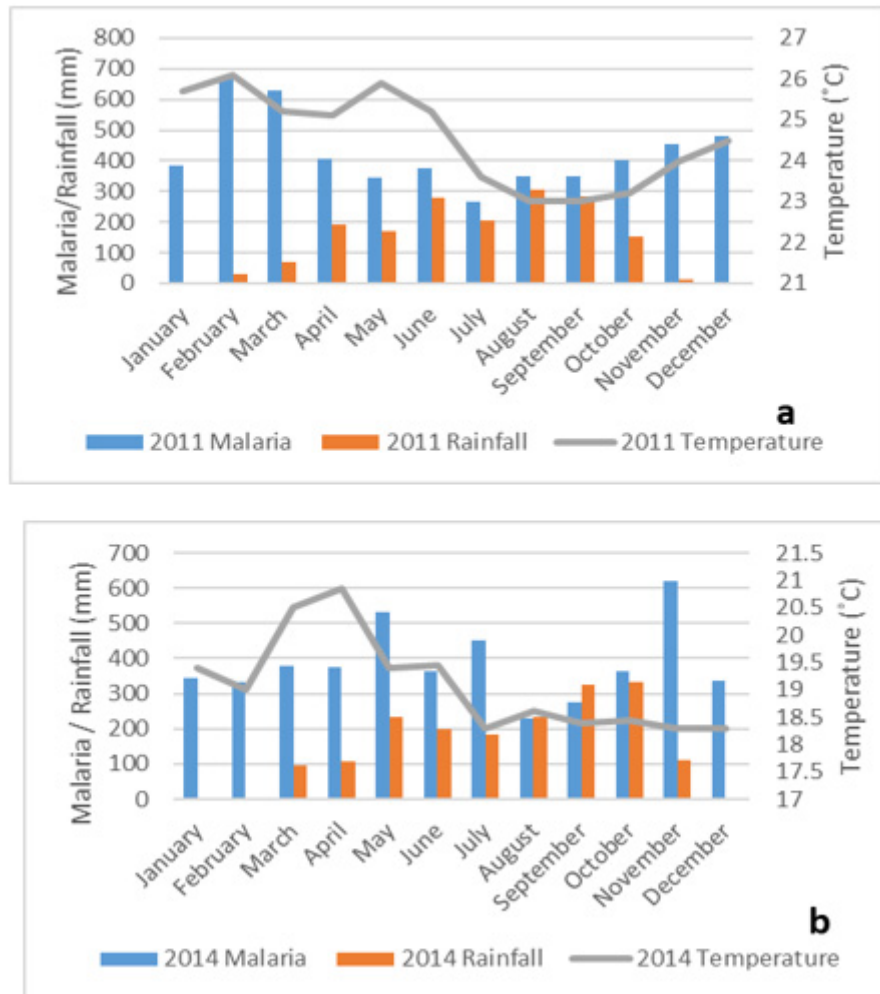 Malaria/Rainfall (mm)
800
700
600
500
400
300
200
100
0
27
26
25
24
23
22
21
Temperature (˚C)
January
February
March
April
May
June
July
August
September
October
November
December
a
2011 Malaria 2011 Rainfall 2011 Temperature
Malaria / Rainfall (mm)
700
600
500
400
300
200
100
0
21.5
21
20.5
20
19.5
19
18.5
18
17.5
17
Temperature (˚C)
January
February
March
April
May
June
July
August
September
October
November
December
b
2014 Malaria 2014 Rainfall 2014 Temperature